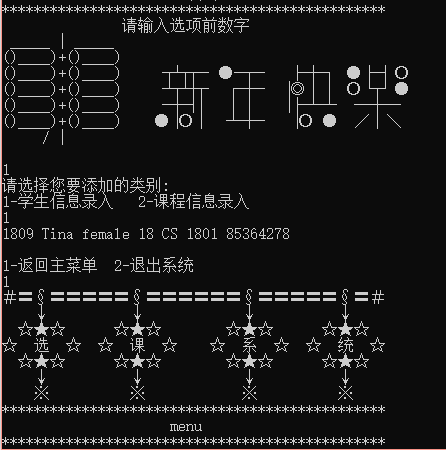 ************************************************
请输入选项前数字
新年快樂
1
请选择您要添加的类别:
1-学生信息录入 2-课程信息录入
1
1809 Tina female 18 CS 1801 85364278
1-返回主菜单 2-退出系统
1
#==§===========§=============§===========§==#
☆★☆ ☆★☆ ☆★☆ ☆★☆
☆ 选 ☆ ☆ 课 ☆ ☆ 系 ☆ ☆ 统 ☆
☆★☆ ☆★☆ ☆★☆ ☆★☆
※ ※ ※ ※
************************************************
menu
************************************************